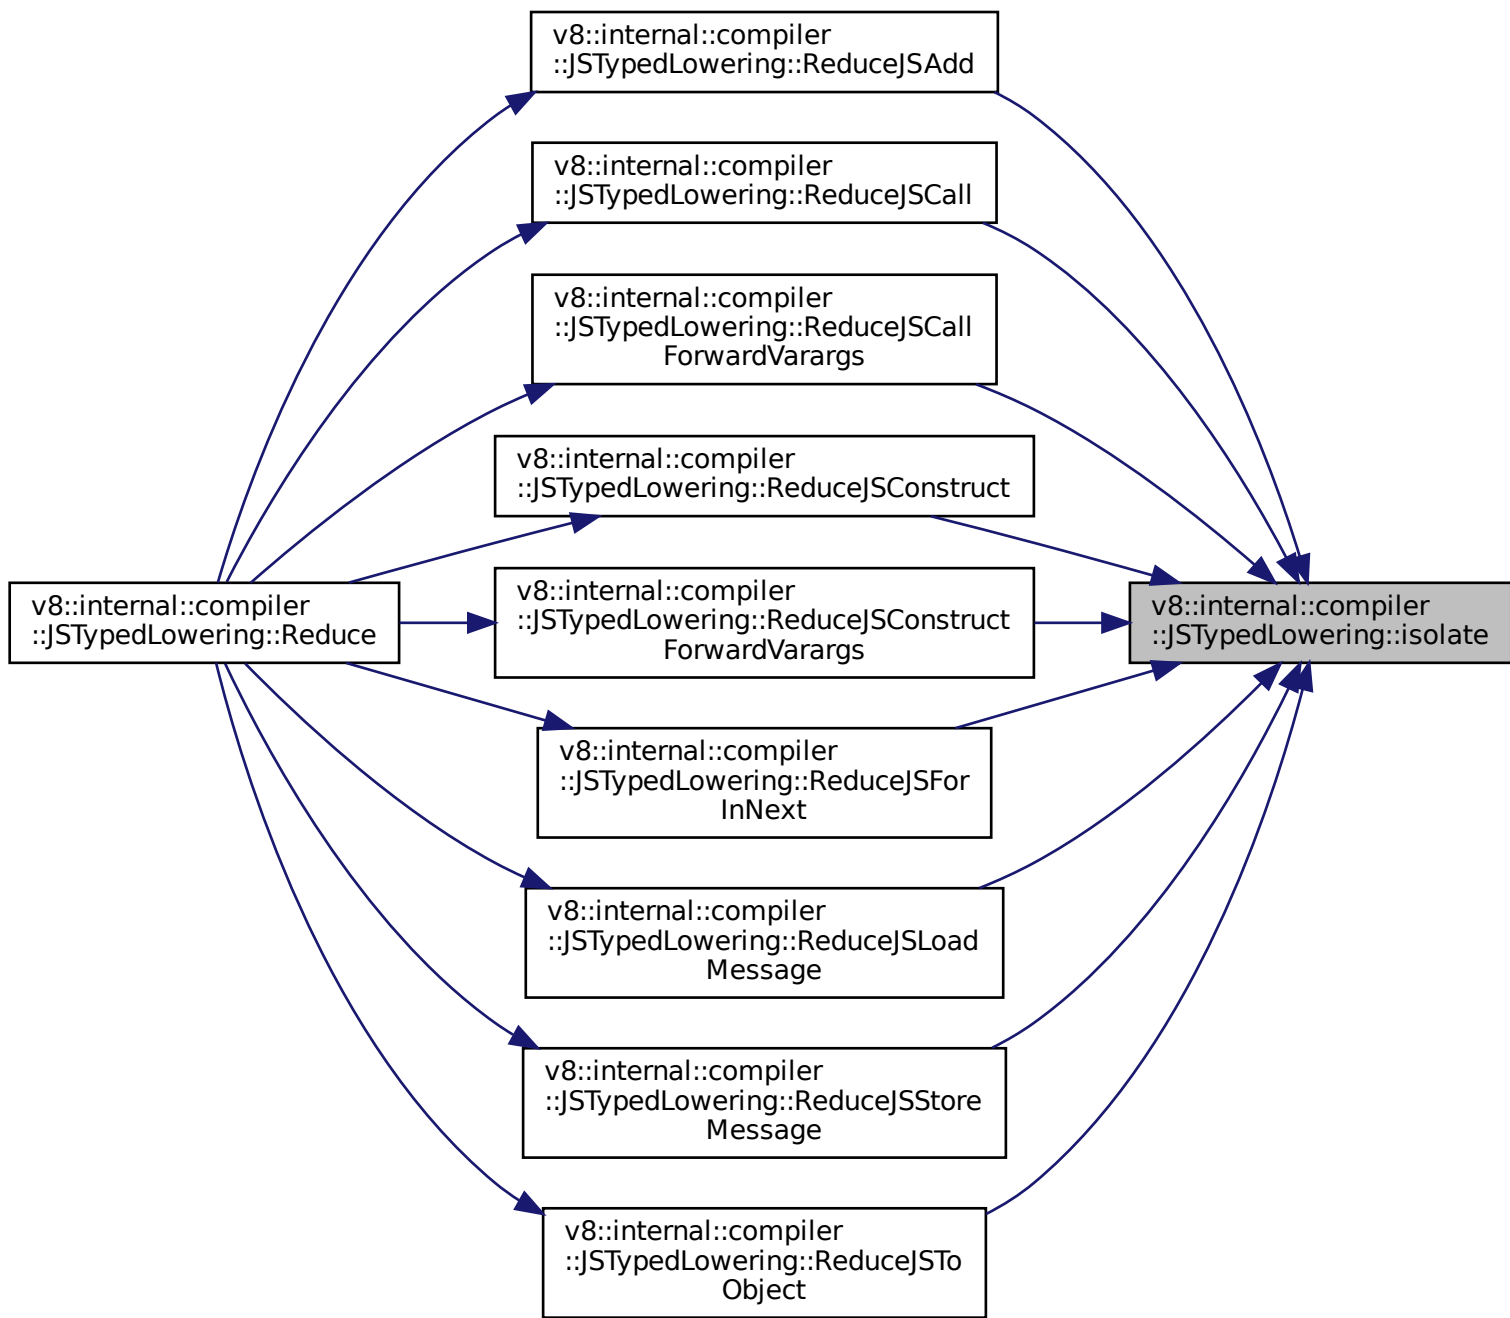 v8::internal::compiler
::JSTypedLowering::ReduceJSAdd
v8::internal::compiler
::JSTypedLowering::ReduceJSCall
v8::internal::compiler
::JSTypedLowering::ReduceJSCall
ForwardVarargs
v8::internal::compiler
::JSTypedLowering::ReduceJSConstruct
v8::internal::compiler
::JSTypedLowering::Reduce
v8::internal::compiler
::JSTypedLowering::ReduceJSConstruct
ForwardVarargs
v8::internal::compiler
::JSTypedLowering::isolate
v8::internal::compiler
::JSTypedLowering::ReduceJSFor
InNext
v8::internal::compiler
::JSTypedLowering::ReduceJSLoad
Message
v8::internal::compiler
::JSTypedLowering::ReduceJSStore
Message
v8::internal::compiler
::JSTypedLowering::ReduceJSTo
Object